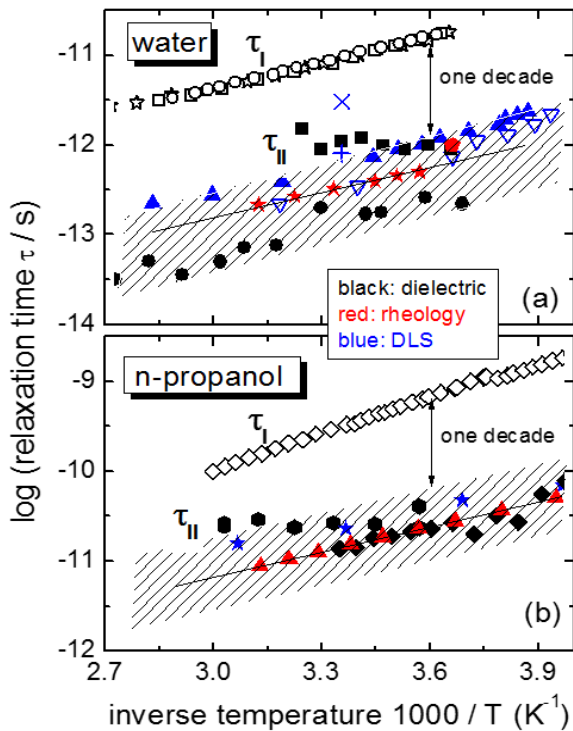 -10
water
τI
-11
one decade
τII
-12
-13
black: dielectric
(a)
red: rheology
-14
blue: DLS
n-propanol
-9
τI
one decade
-10
τII
-11
(b)
-12
2.7 3.0 3.3 3.6 3.9
log (relaxation time τ / s)
inverse temperature 1000 / T (K-1)